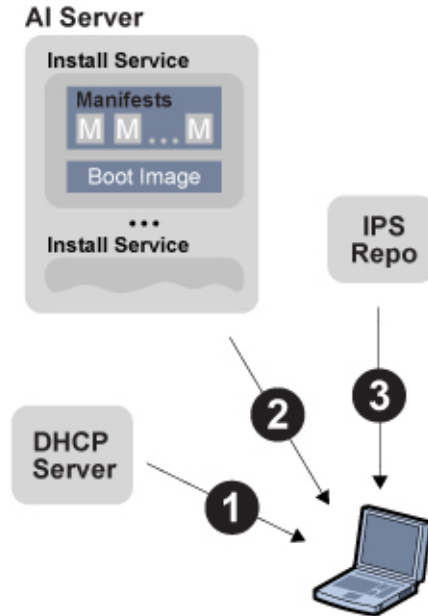 AI Server
Install Service
Manifests
M M ... M
Boot Image
...
Install Service
IPS
Repo
2
3
DHCP
Server
1